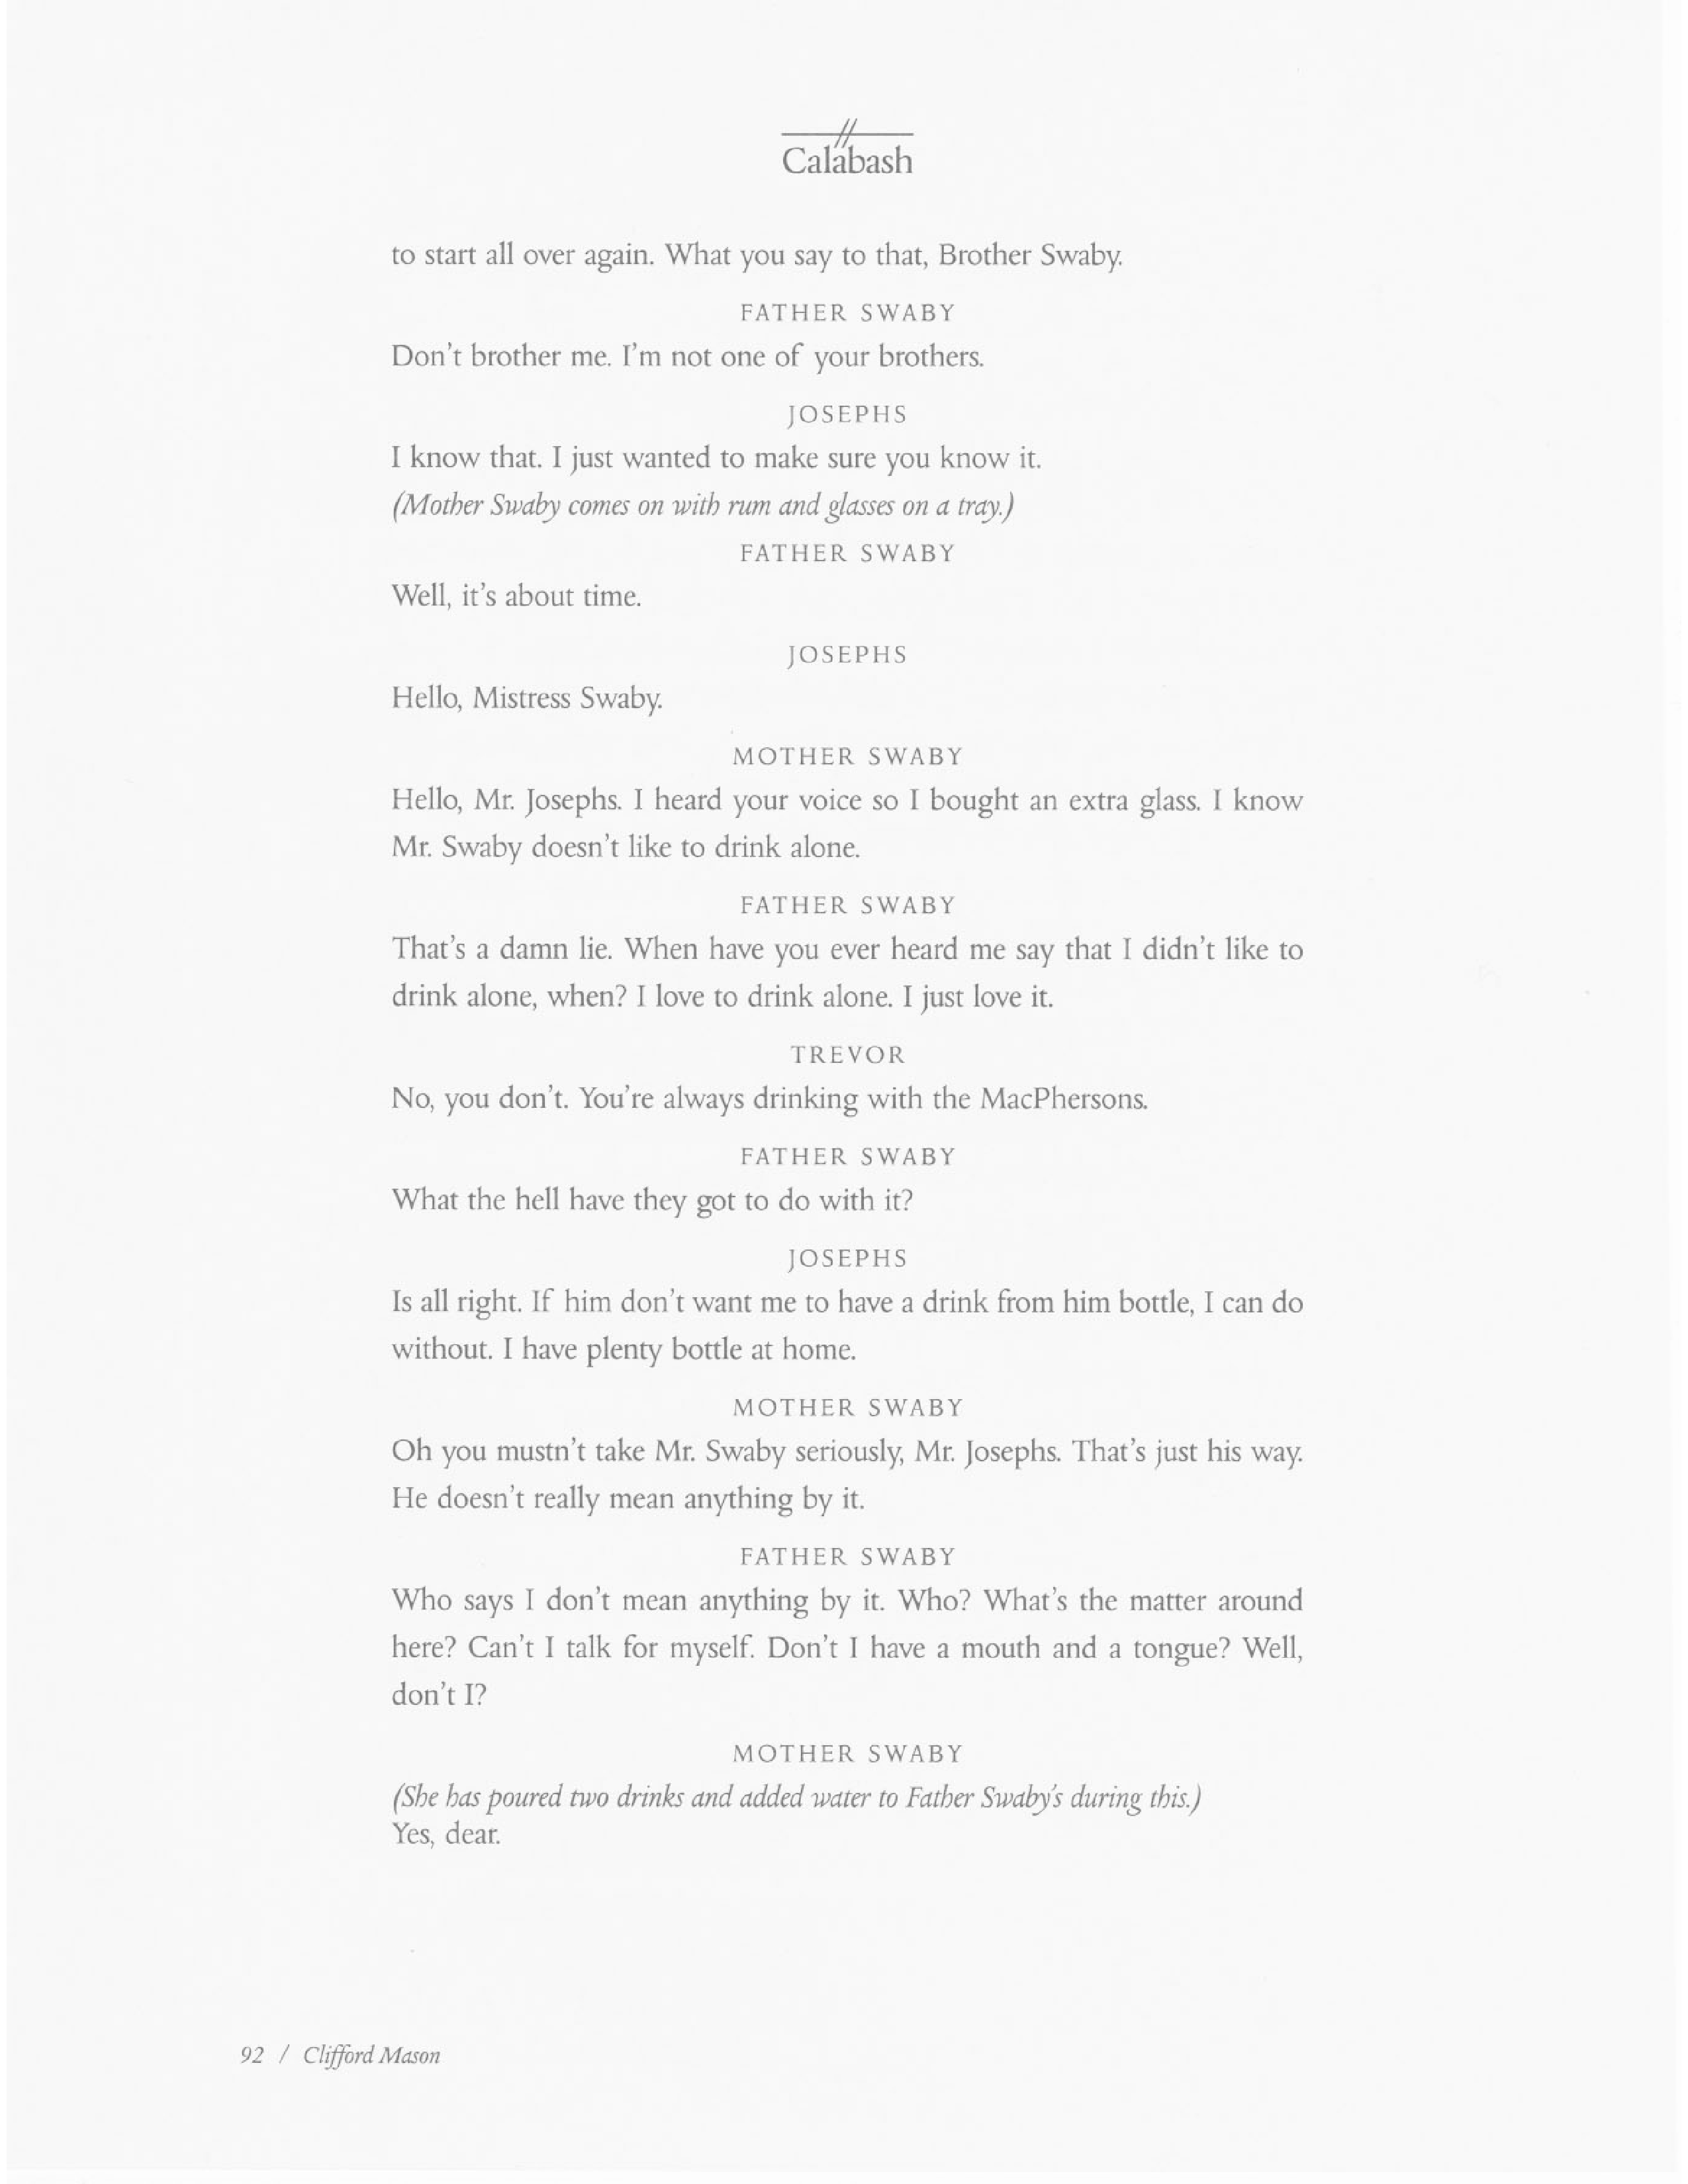 Calabash
to start all over again. What you say to that, Brother Swaby.
FATHER SWABY
Don't brother me. I'm not one of your brothers.
JOSEPHS
I know that. I just wanted to make sure you know it.
(Mother Swaby comes on with rum and glasses on a tray.)
FATHER SWABY
Well, it's about time.
JOSEPHS
Hello, Mistress Swaby.
MOTHER SWABY
Hello, Mr. Josephs. I heard your voice so I bought an extra glass. I know
Mr. Swaby doesn't like to drink alone.
FATHER SWABY
That's a damn lie. When have you ever heard me say that I didn't like to
drink alone, when? I love to drink alone. I just love it.
TREVOR
No, you don't. You're always drinking with the MacPhersons.
FATHER SWABY
What the hell have they got to do with it?
JOSEPHS
Is all right. If him don't want me to have a drink from him bottle, I can do
without. I have plenty bottle at home.
MOTHER SWABY
Oh you mustn't take Mr. Swaby seriously, Mr. Josephs. That's just his way.
He doesn't really mean anything by it.
FATHER SWABY
Who says I don't mean anything by it. Who? What's the matter around
here? Can't I talk for myself. Don't I have a mouth and a tongue? Well,
don't I?
MOTHER SWABY
(She has poured two drinks and added water to Father Swaby's during this.)
Yes, dear.
92 / Clifford Mason